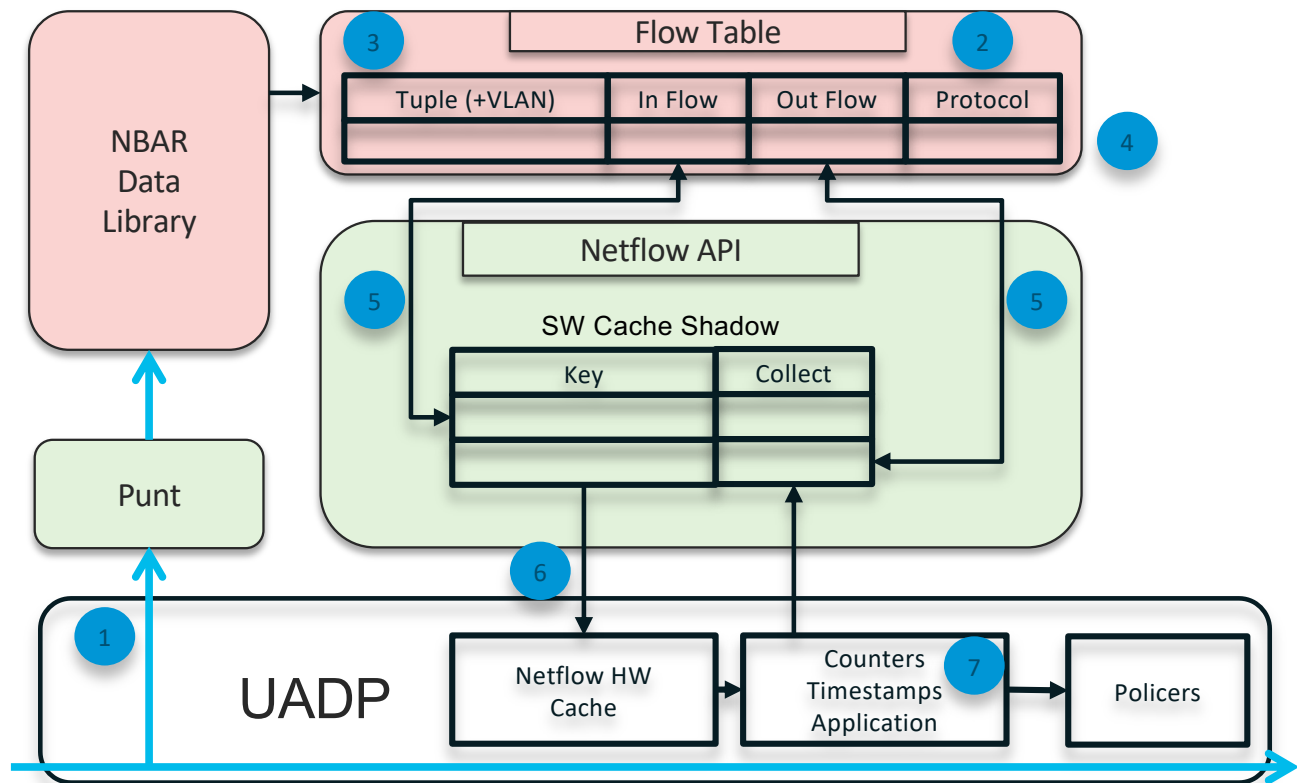 Flow Table
3
2
Tuple (+VLAN) In Flow Out Flow Protocol
4
NBAR
Data
Library
Netflow API
5
5
SW Cache Shadow
Key Collect
Punt
6
1
UADP
Netflow HW
Cache
Counters
Timestamps
Application
7
Policers